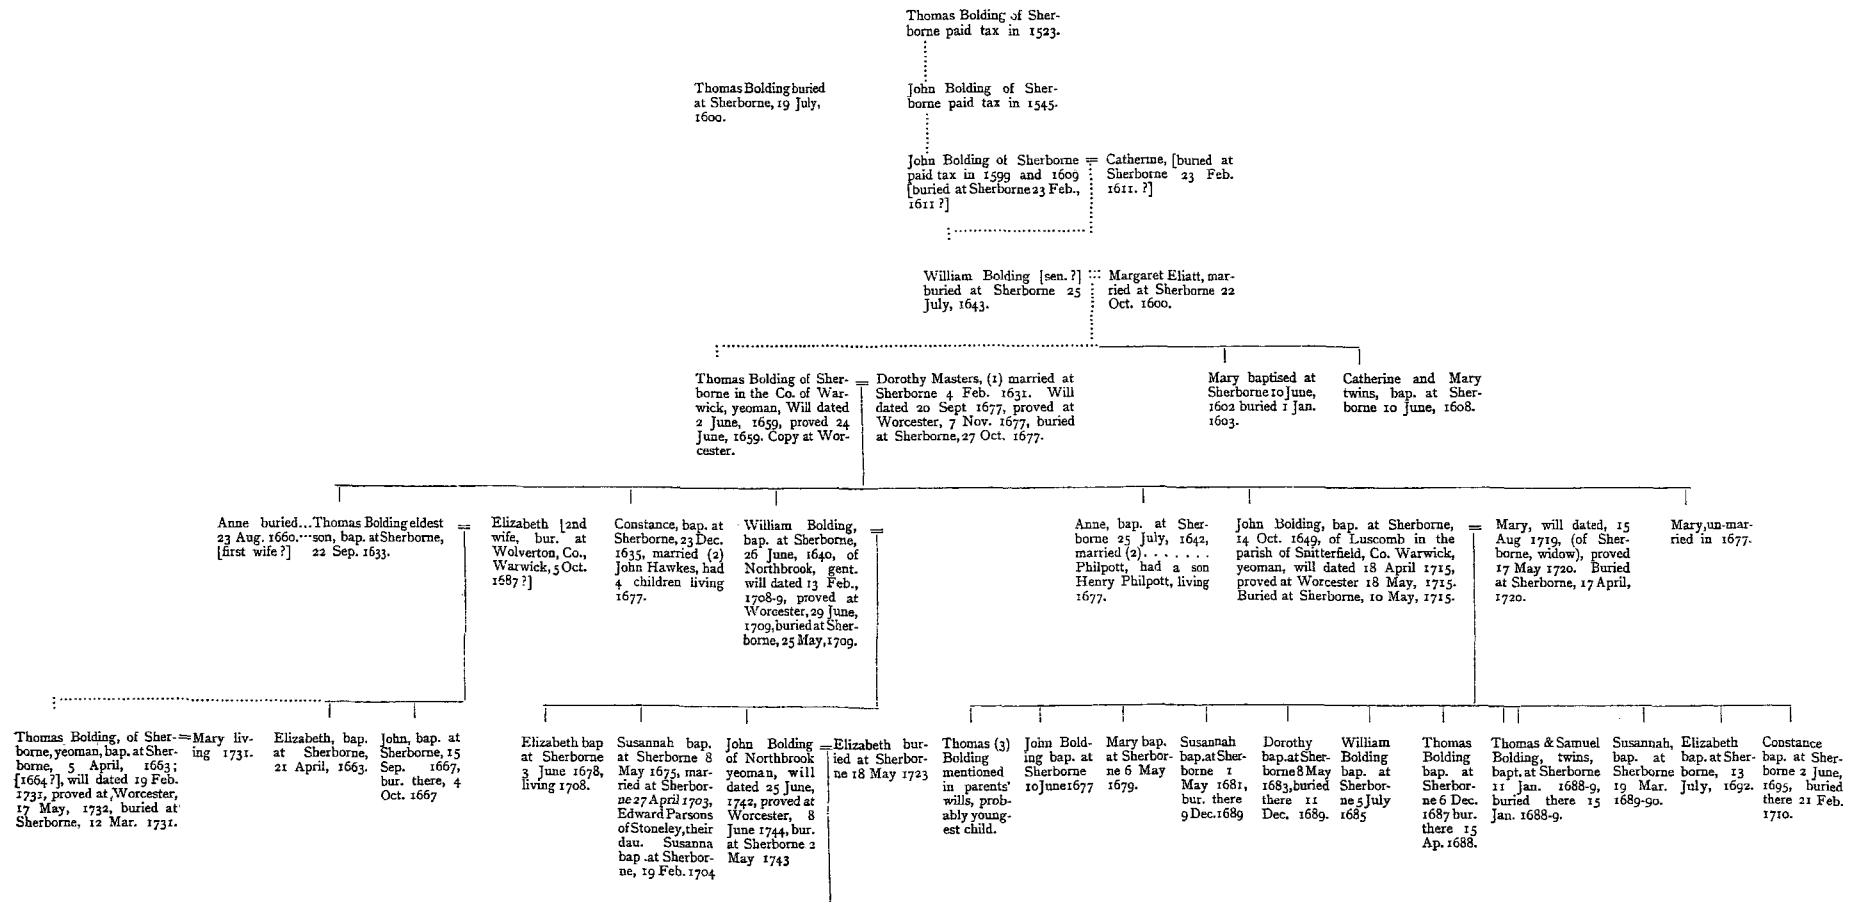 Thomas Bolding of Sher-
borne paid tax in 1523.
Thomas Bolding buried
at Sherborne, 19 July,
1600.
John Bolding of Sher-
borne paid tax in 1545.
John Bolding of Sherborne
paid tax in 1599 and 1609
[buried at Sherborne 23 Feb.,
1611 ?]
=
Catherine, [buried at
Sherborne 23 Feb.
1611. ?]
William Bolding [sen. ?]
buried at Sherborne 25
July, 1643.
Margaret Eliatt, mar-
ried at Sherborne 22
Oct. 1600.
Thomas Bolding of Sher-
borne in the Co. of War-
wick, yeoman, Will dated
2 June, 1659, proved 24
June, 1659. Copy at Wor-
cester.
=
Dorothy Masters, (1) married at
Sherborne 4 Feb. 1631. Will
dated 20 Sept 1677, proved at
Worcester, 7 Nov. 1677, buried
at Sherborne, 27 Oct. 1677.
Mary baptised at
Sherborne 10 June,
1602 buried 1 Jan.
1603.
Catherine and Mary
twins, bap. at Sher-
borne 10 June, 1608.
Anne buried...
23 Aug. 1660....
[first wife ?]
Thomas Bolding eldest
son, bap. at Sherborne,
22 Sep. 1633.
=
Elizabeth [2nd
wife, bur. at
Wolverton, Co.,
Warwick, 5 Oct.
1687 ?]
Constance, bap. at
Sherborne, 23 Dec.
1635, married (2)
John Hawkes, had
4 children living
1677.
William Bolding,
bap. at Sherborne,
26 June, 1640, of
Northbrook, gent.
will dated 13 Feb.,
1708-9, proved at
Worcester, 29 June,
1709, buried at Sher-
borne, 25 May, 1709.
=
Anne, bap. at Sher-
borne 25 July, 1642,
married (2) . . . . . . .
Philpott, had a son
Henry Philpott, living
1677.
John Bolding, bap. at Sherborne,
14 Oct. 1649, of Luscomb in the
parish of Snitterfield, Co. Warwick,
yeoman, will dated 18 April 1715,
proved at Worcester 18 May, 1715.
Buried at Sherborne, 10 May, 1715.
=
Mary, will dated, 15
Aug 1719, (of Sher-
borne, widow), proved
17 May 1720. Buried
at Sherborne, 17 April,
1720.
Mary, un-mar-
ried in 1677.
Thomas Bolding, of Sher-
borne, yeoman, bap. at Sher-
borne, 5 April, 1663;
[1664 ?], will dated 19 Feb.
1731, proved at Worcester,
17 May, 1732, buried at
Sherborne, 12 Mar. 1731.
=
Mary liv-
ing 1731.
Elizabeth, bap.
at Sherborne,
21 April, 1663.
John, bap. at
Sherborne, 15
Sep. 1667,
bur. there, 4
Oct. 1667
Elizabeth bap
at Sherborne
3 June 1678,
living 1708.
Susannah bap.
at Sherborne 8
May 1675, mar-
ried at Sherbor-
ne 27 April 1703,
Edward Parsons
of Stoneley, their
dau. Susanna
bap. at Sherbor-
ne, 19 Feb. 1704
John Bolding
of Northbrook
yeoman, will
dated 25 June,
1742, proved at
Worcester, 8
June 1744, bur.
at Sherborne 2
May 1743
=
Elizabeth bur-
ied at Sherbor-
ne 18 May 1723
Thomas (3)
Bolding
mentioned
in parents'
wills, prob-
ably young-
est child.
John Bold-
ing bap. at
Sherborne
10 June 1677
Mary bap.
at Sherbor-
ne 6 May
1679.
Susannah
bap. at Sher-
borne 1
May 1681,
bur. there
9 Dec. 1689
Dorothy
bap. at Sher-
borne 8 May
1683, buried
there 11
Dec. 1689.
William
Bolding
bap. at
Sherbor-
ne 5 July
1685
Thomas
Bolding
bap. at
Sherbor-
ne 6 Dec.
1687 bur.
there 15
Ap. 1688.
Thomas & Samuel
Bolding, twins,
bapt. at Sherborne
11 Jan. 1688-9,
buried there 15
Jan. 1688-9.
Susannah,
bap. at
Sherborne
19 Mar.
1689-90.
Elizabeth
bap. at Sher-
borne, 13
July, 1692.
Constance
bap. at Sher-
borne 2 June,
1695, buried
there 21 Feb.
1710.